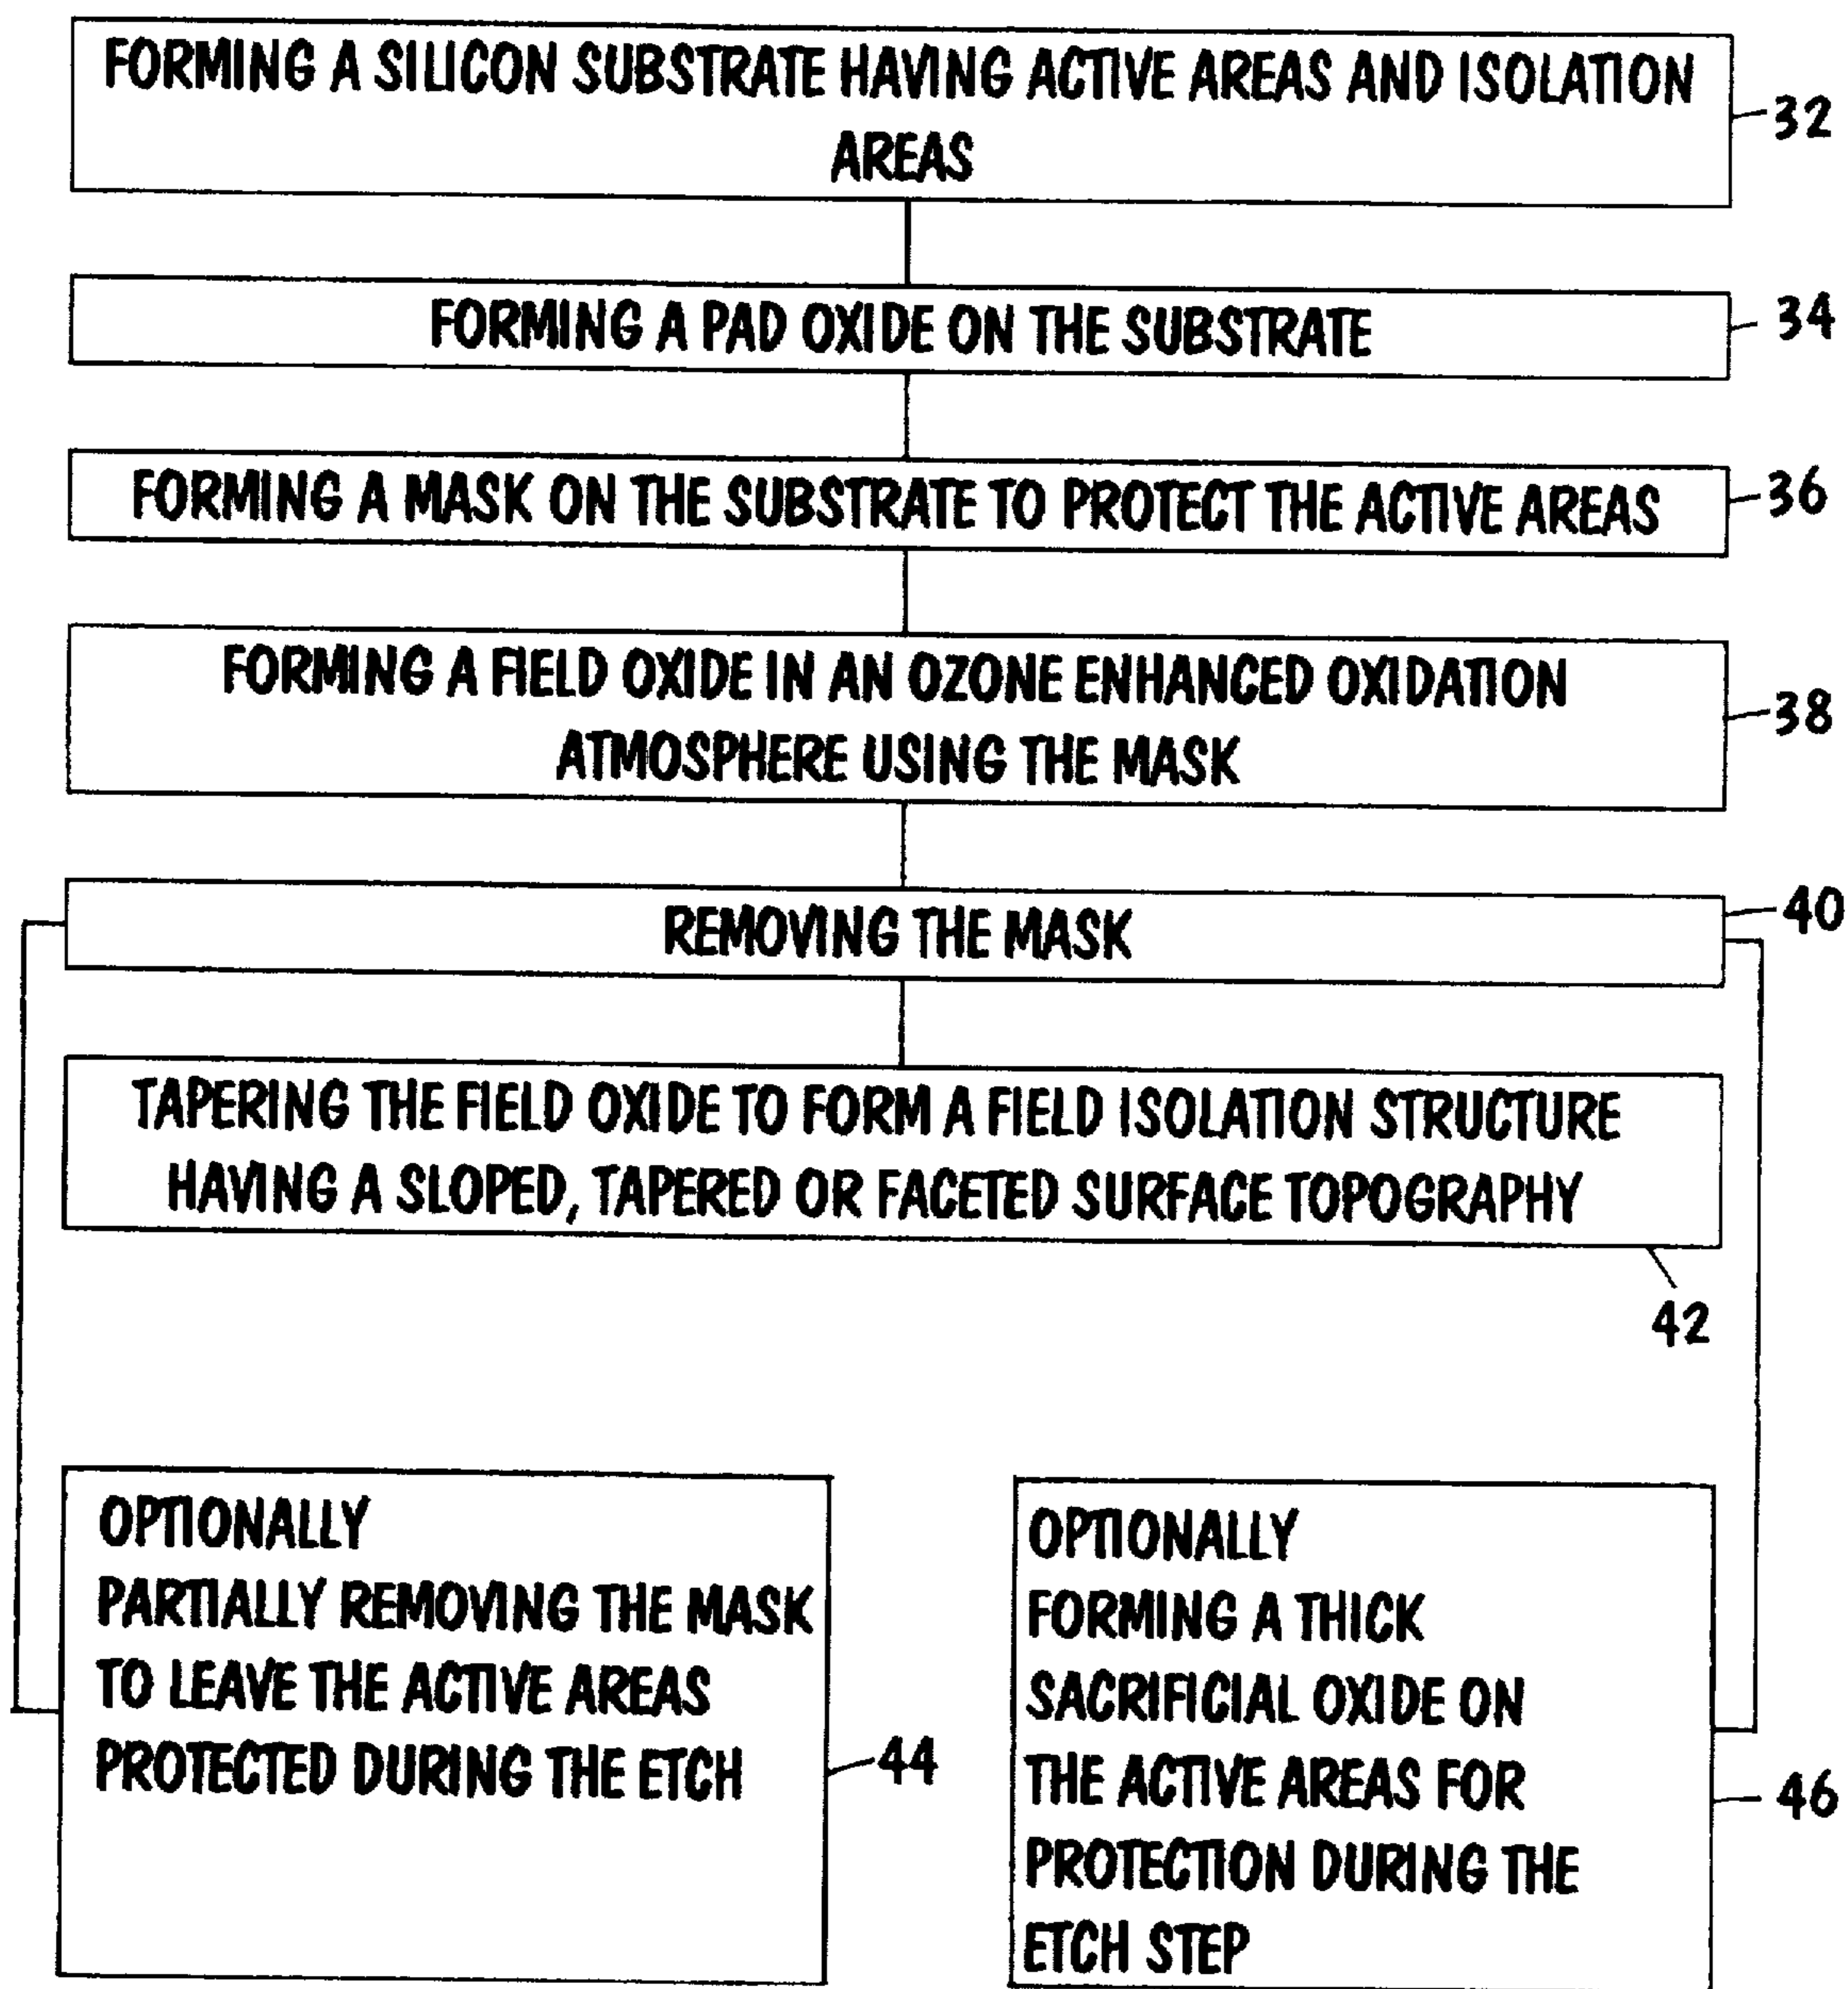 FORMING A SILICON SUBSTRATE HAVING ACTIVE AREAS AND ISOLATION
AREAS
32
FORMING A PAD OXIDE ON THE SUBSTRATE
34
FORMING A MASK ON THE SUBSTRATE TO PROTECT THE ACTIVE AREAS
36
FORMING A FIELD OXIDE IN AN OZONE ENHANCED OXIDATION
ATMOSPHERE USING THE MASK
38
REMOVING THE MASK
40
TAPERING THE FIELD OXIDE TO FORM A FIELD ISOLATION STRUCTURE
HAVING A SLOPED, TAPERED OR FACETED SURFACE TOPOGRAPHY
42
OPTIONALLY
PARTIALLY REMOVING THE MASK
TO LEAVE THE ACTIVE AREAS
PROTECTED DURING THE ETCH
44
OPTIONALLY
FORMING A THICK
SACRIFICIAL OXIDE ON
THE ACTIVE AREAS FOR
PROTECTION DURING THE
ETCH STEP
46